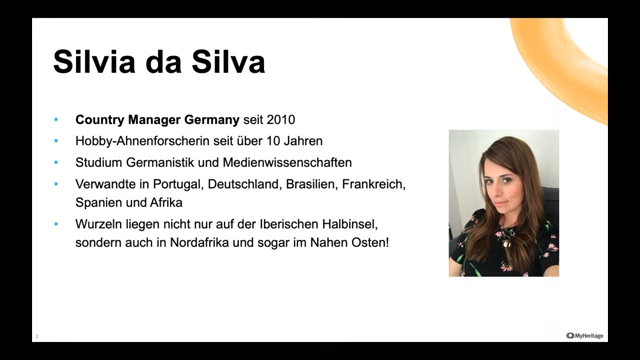 Silvia da Silva
• Country Manager Germany seit 2010
• Hobby-Ahnenforscherin seit über 10 Jahren
• Studium Germanistik und Medienwissenschaften
• Verwandte in Portugal, Deutschland, Brasilien, Frankreich,
Spanien und Afrika
• Wurzeln liegen nicht nur auf der Iberischen Halbinsel,
sondern auch in Nordafrika und sogar im Nahen Osten!
MyHeritage